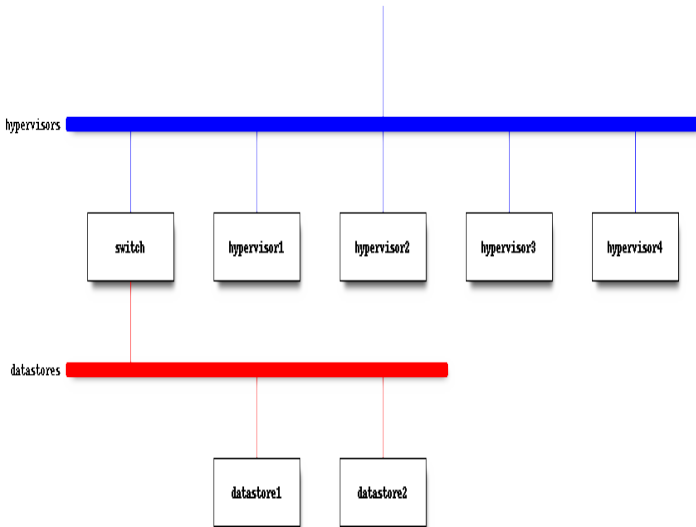 hypervisors
switch
hypervisor1
hypervisor2
hypervisor3
hypervisor4
datastores
datastore1
datastore2